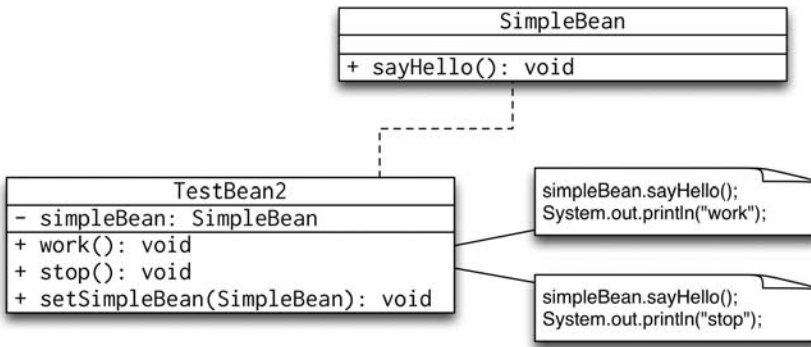 SimpleBean
+ sayHello(): void
TestBean2
- simpleBean: SimpleBean
+ work(): void
+ stop(): void
+ setSimpleBean(SimpleBean): void
simpleBean.sayHello();
System.out.println("work");
simpleBean.sayHello();
System.out.println("stop");